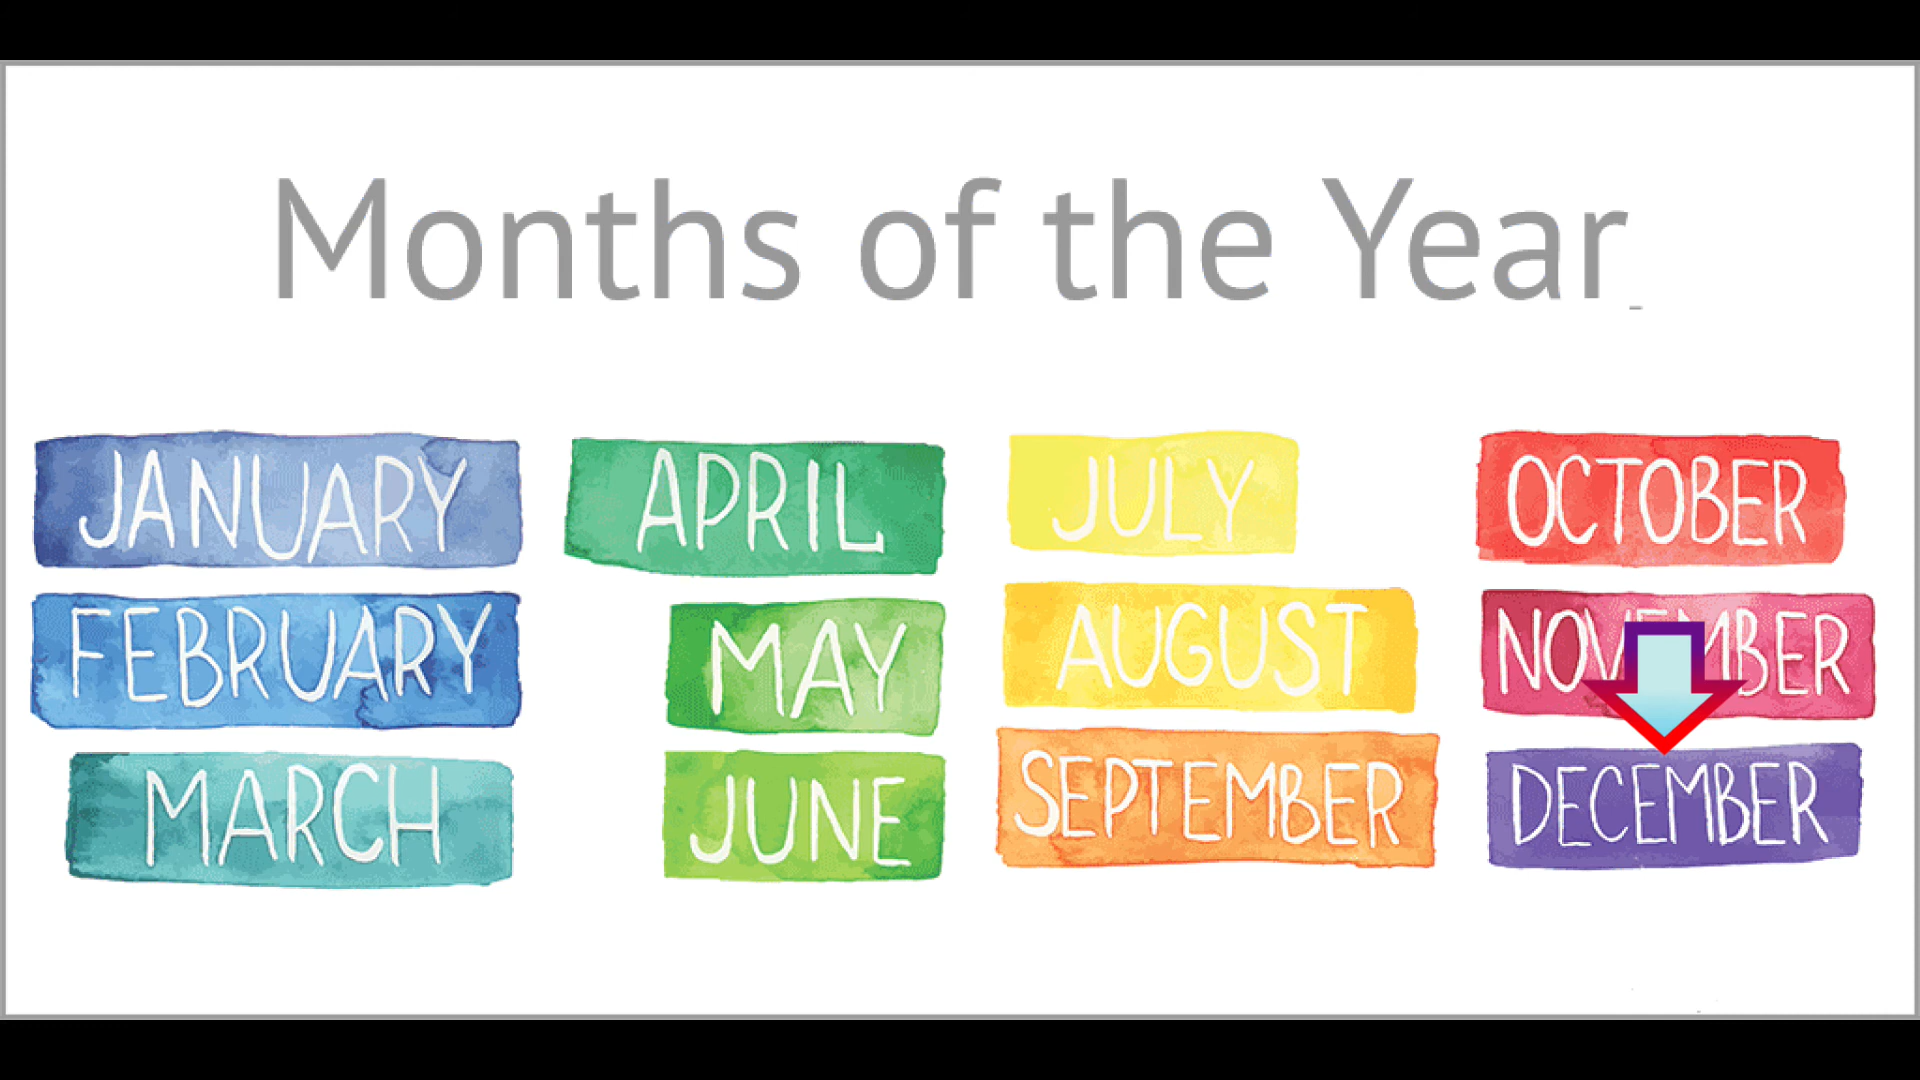 Months of the Year
JANUARY
FEBRUARY
MARCH
APRIL
MAY
JUNE
JULY
AUGUST
SEPTEMBER
OCTOBER
NOVEMBER
DECEMBER